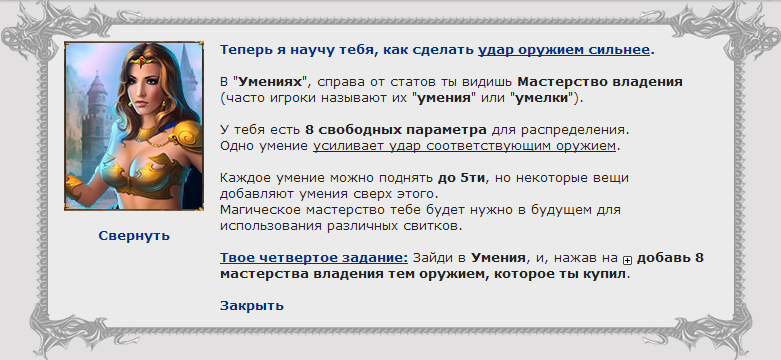 Теперь я научу тебя, как сделать удар оружием сильнее.
В "Умениях", справа от статов ты видишь Мастерство владения
(часто игроки называют их "умения" или "умелки").
У тебя есть 8 свободных параметра для распределения.
Одно умение усиливает удар соответствующим оружием.
Каждое умение можно поднять до 5ти, но некоторые вещи
добавляют умения сверх этого.
Магическое мастерство тебе будет нужно в будущем для
использования различных свитков.
Твое четвертое задание: Зайди в Умения, и, нажав на + добавь 8
мастерства владения тем оружием, которое ты купил.
Закрыть
Свернуть